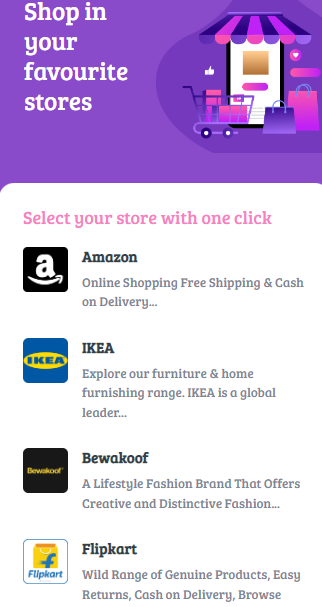 Shop in
your
favourite
stores
Select your store with one click
Amazon
Online Shopping Free Shipping & Cash
on Delivery...
IKEA
IKEA
Explore our furniture & home
furnishing range. IKEA is a global
leader...
Bewakoof
Bewakoof
A Lifestyle Fashion Brand That Offers
Creative and Distinctive Fashion...
Flipkart
Flipkart
Wild Range of Genuine Products, Easy
Returns, Cash on Delivery, Browse